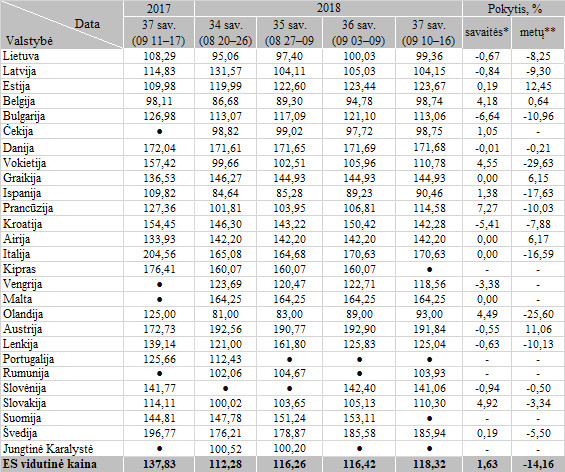 Data 2017 2018 Pokytis, %
Valstybė 37 sav. (09 11–17) 34 sav. (08 20–26) 35 sav. (08 27–09 36 sav. (09 03–09) 37 sav. (09 10–16) savaitės* metų**
Lietuva 108,29 95,06 97,40 100,03 99,36 -0,67 -8,25
Latvija 114,83 131,57 104,11 105,03 104,15 -0,84 -9,30
Estija 109,98 119,99 122,60 123,44 123,67 0,19 12,45
Belgija 98,11 86,68 89,30 94,78 98,74 4,18 0,64
Bulgarija 126,98 113,07 117,09 121,10 113,06 -6,64 -10,96
Čekija ● 98,82 99,02 97,72 98,75 1,05 -
Danija 172,04 171,61 171,65 171,69 171,68 -0,01 -0,21
Vokietija 157,42 99,66 102,51 105,96 110,78 4,55 -29,63
Graikija 136,53 146,27 144,93 144,93 144,93 0,00 6,15
Ispanija 109,82 84,64 85,28 89,23 90,46 1,38 -17,63
Prancūzija 127,36 101,81 103,95 106,81 114,58 7,27 -10,03
Kroatija 154,45 146,30 143,22 150,42 142,28 -5,41 -7,88
Airija 133,93 142,20 142,20 142,20 142,20 0,00 6,17
Italija 204,56 165,08 164,68 170,63 170,63 0,00 -16,59
Kipras 176,41 160,07 160,07 160,07 ● - -
Vengrija ● 123,69 120,47 122,71 118,56 -3,38 -
Malta ● 164,25 164,25 164,25 164,25 0,00 -
Olandija 125,00 81,00 83,00 89,00 93,00 4,49 -25,60
Austrija 172,73 192,56 190,77 192,90 191,84 -0,55 11,06
Lenkija 139,14 121,00 161,80 125,83 125,04 -0,63 -10,13
Portugalija 125,66 112,43 ● ● ● - -
Rumunija ● 102,06 104,67 ● 103,93 - -
Slovėnija 141,77 ● ● 142,40 141,06 -0,94 -0,50
Slovakija 114,11 100,02 103,65 105,13 110,30 4,92 -3,34
Suomija 144,81 147,78 151,24 153,11 ● - -
Švedija 196,77 176,21 178,87 185,58 185,94 0,19 -5,50
Jungtinė Karalystė ● 100,52 100,20 ● ● - -
ES vidutinė kaina 137,83 112,28 116,26 116,42 118,32 1,63 -14,16